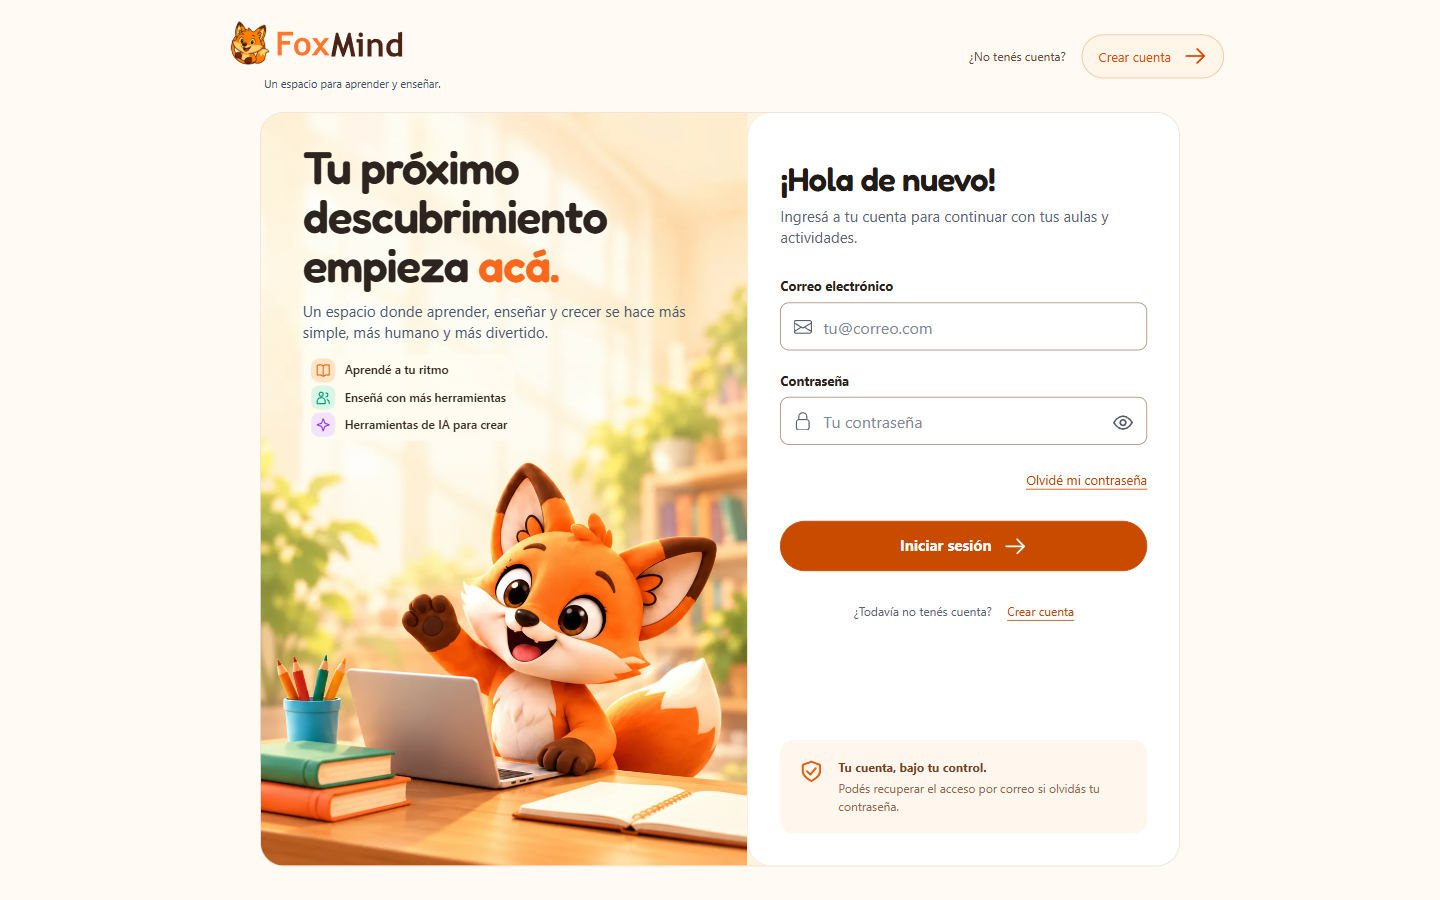 FoxMind
Un espacio para aprender y enseñar.
¿No tenés cuenta?
Crear cuenta
Tu próximo
descubrimiento
empieza acá.
Un espacio donde aprender, enseñar y crecer se hace más
simple, más humano y más divertido.
Aprendé a tu ritmo
Enseñá con más herramientas
Herramientas de IA para crear
¡Hola de nuevo!
Ingresá a tu cuenta para continuar con tus aulas y
actividades.
Correo electrónico
tu@correo.com
Contraseña
Tu contraseña
Olvidé mi contraseña
Iniciar sesión
¿Todavía no tenés cuenta? Crear cuenta
Tu cuenta, bajo tu control.
Podés recuperar el acceso por correo si olvidás tu
contraseña.